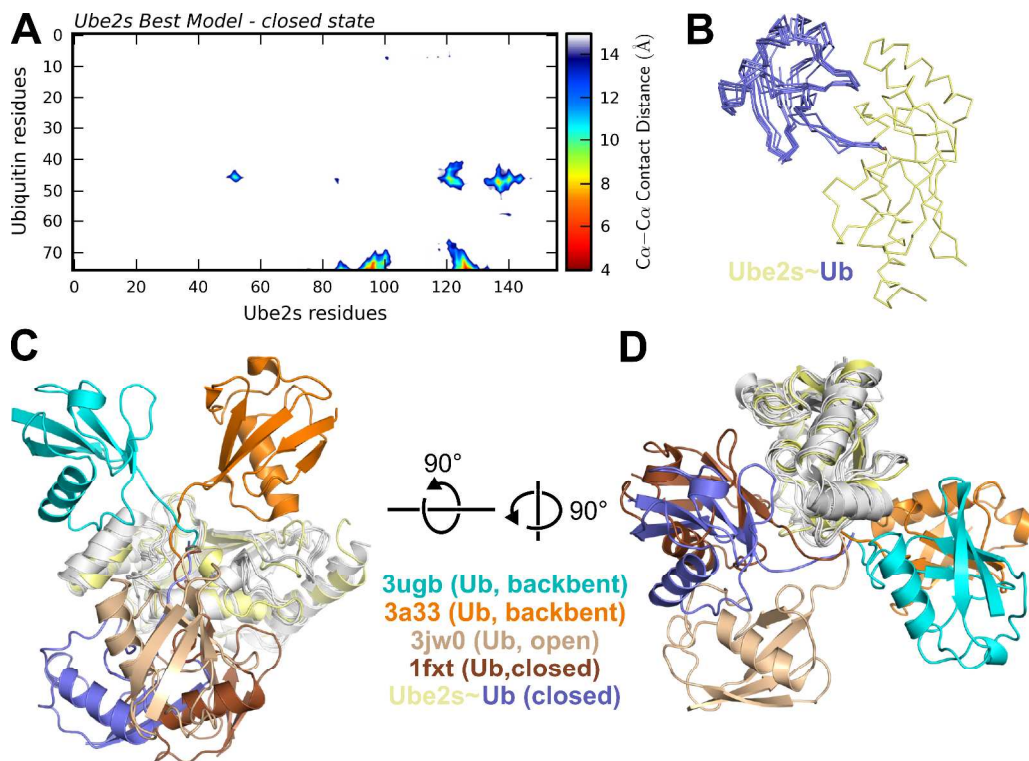 A
Ube2s Best Model - closed state
0
10
20
30
40
50
60
70
Ubiquitin residues
0
20
40
60
80
100
120
140
Ube2s residues
14
12
10
8
6
4
Cα−Cα Contact Distance (Å)
B
Ube2s~Ub
C
D
90°
90°
3ugb (Ub, backbent)
3a33 (Ub, backbent)
3jw0 (Ub, open)
1fxt (Ub,closed)
Ube2s~Ub (closed)